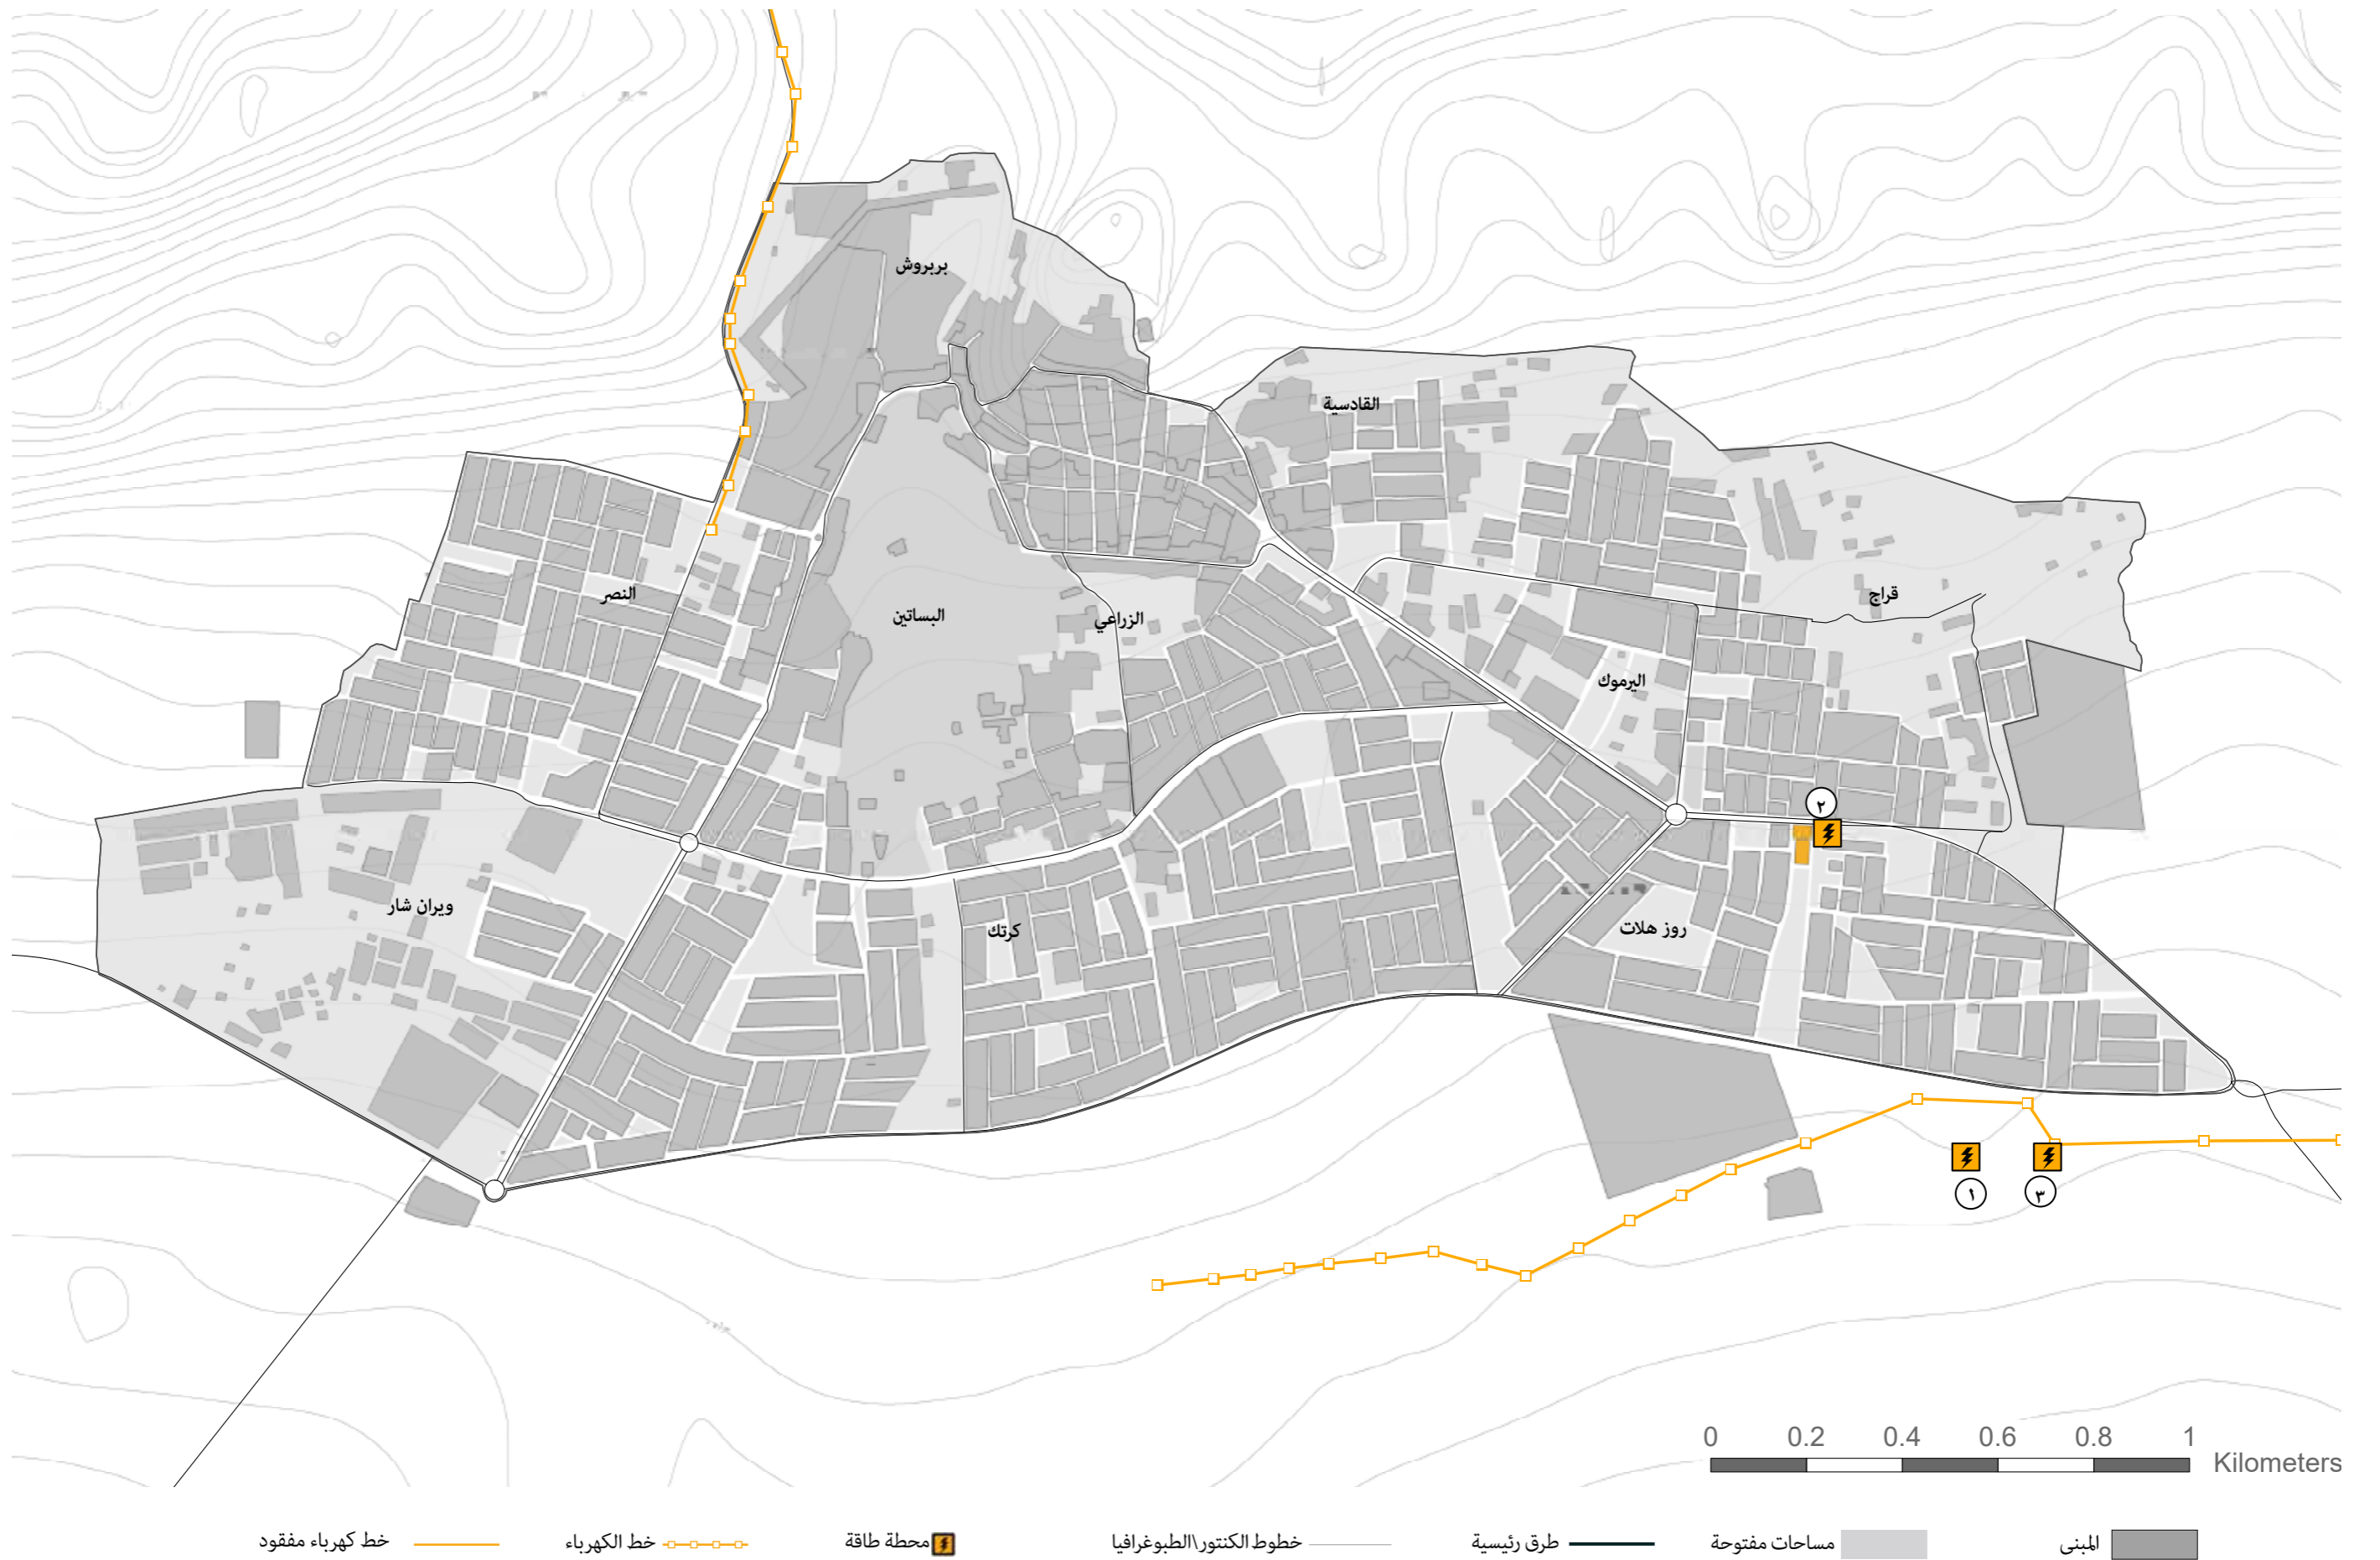 بربروش
القادسية
النصر
البساتين
الزراعي
قراج
اليرموك
٢
ويران شار
كرتك
روز هلات
١
٣
0 0.2 0.4 0.6 0.8 1
Kilometers
المبنى
مساحات مفتوحة
طرق رئيسية
خطوط الكنتور\الطبوغرافيا
محطة طاقة
خط الكهرباء
خط كهرباء مفقود